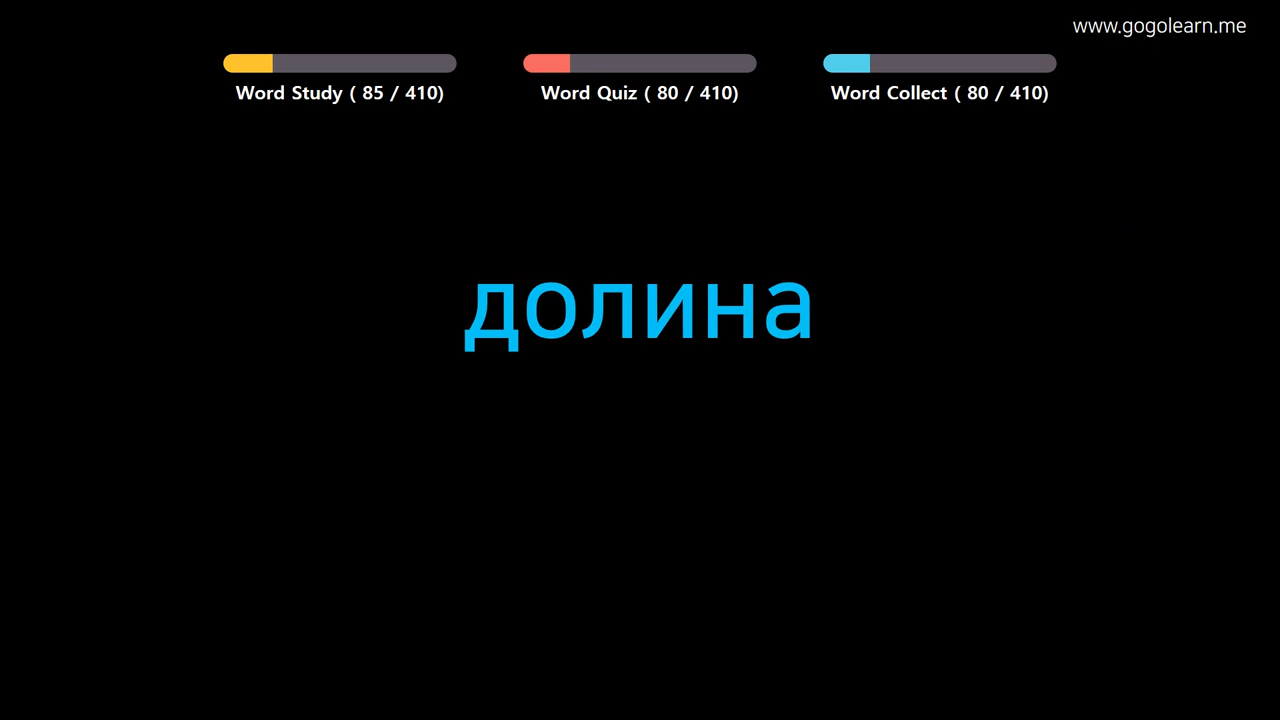 www.gogolearn.me
Word Study ( 85 / 410)
Word Quiz ( 80 / 410)
Word Collect ( 80 / 410)
долина